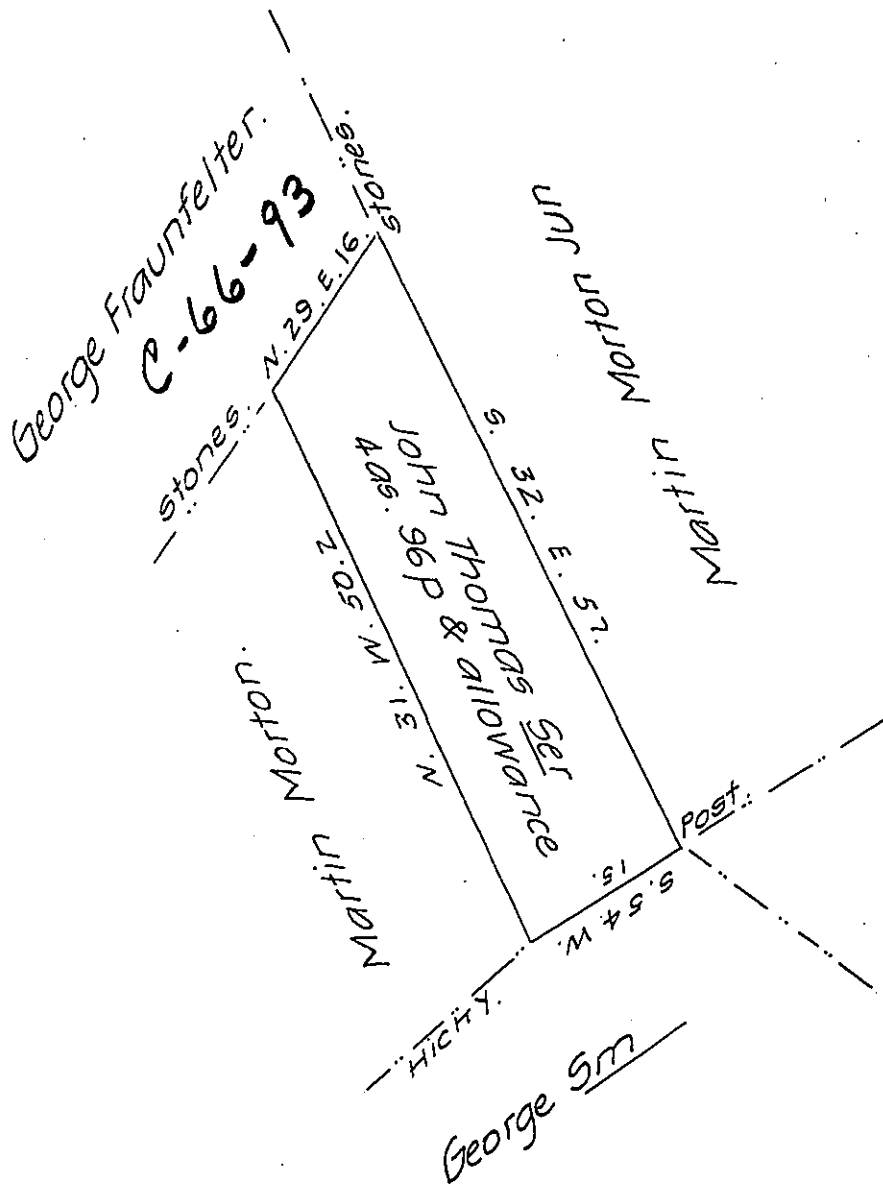 George Fraunfelter.
C-66-93
Stones.
N. 29. E. 16.
Stones.
Martin Morton Jun
S. 32. E. 57.
John
Thomas Ser
4as. 96p
& allowance
N. 31. W. 50.2
Martin Morton.
Post.
S. 54 W.
15.
HICKY.
George Sm